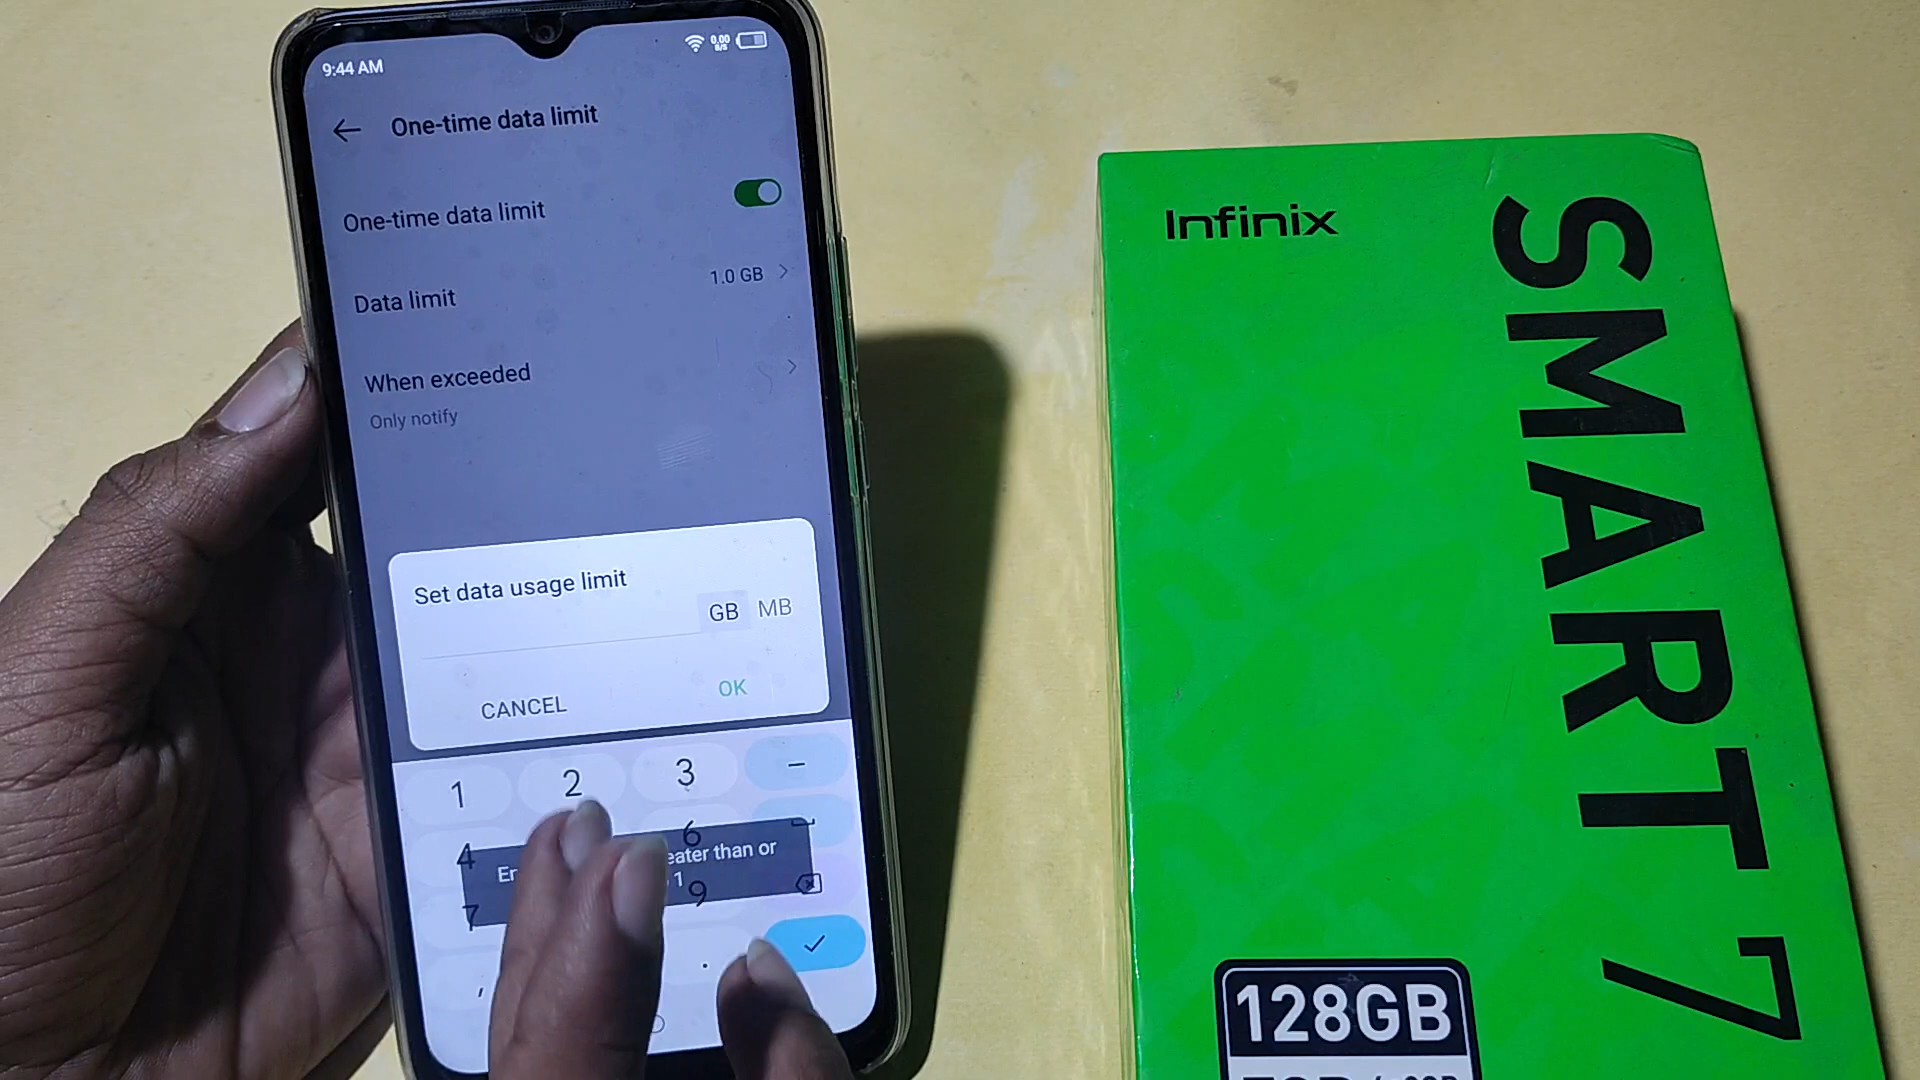 9:44 AM
0.00
B/S
One-time data limit
One-time data limit
Data limit
1.0 GB
When exceeded
Only notify
Set data usage limit
GB MB
CANCEL
OK
1 2 3 -
4 6
eater than or
1
7 9
, .
Infinix
SMART 7
128GB